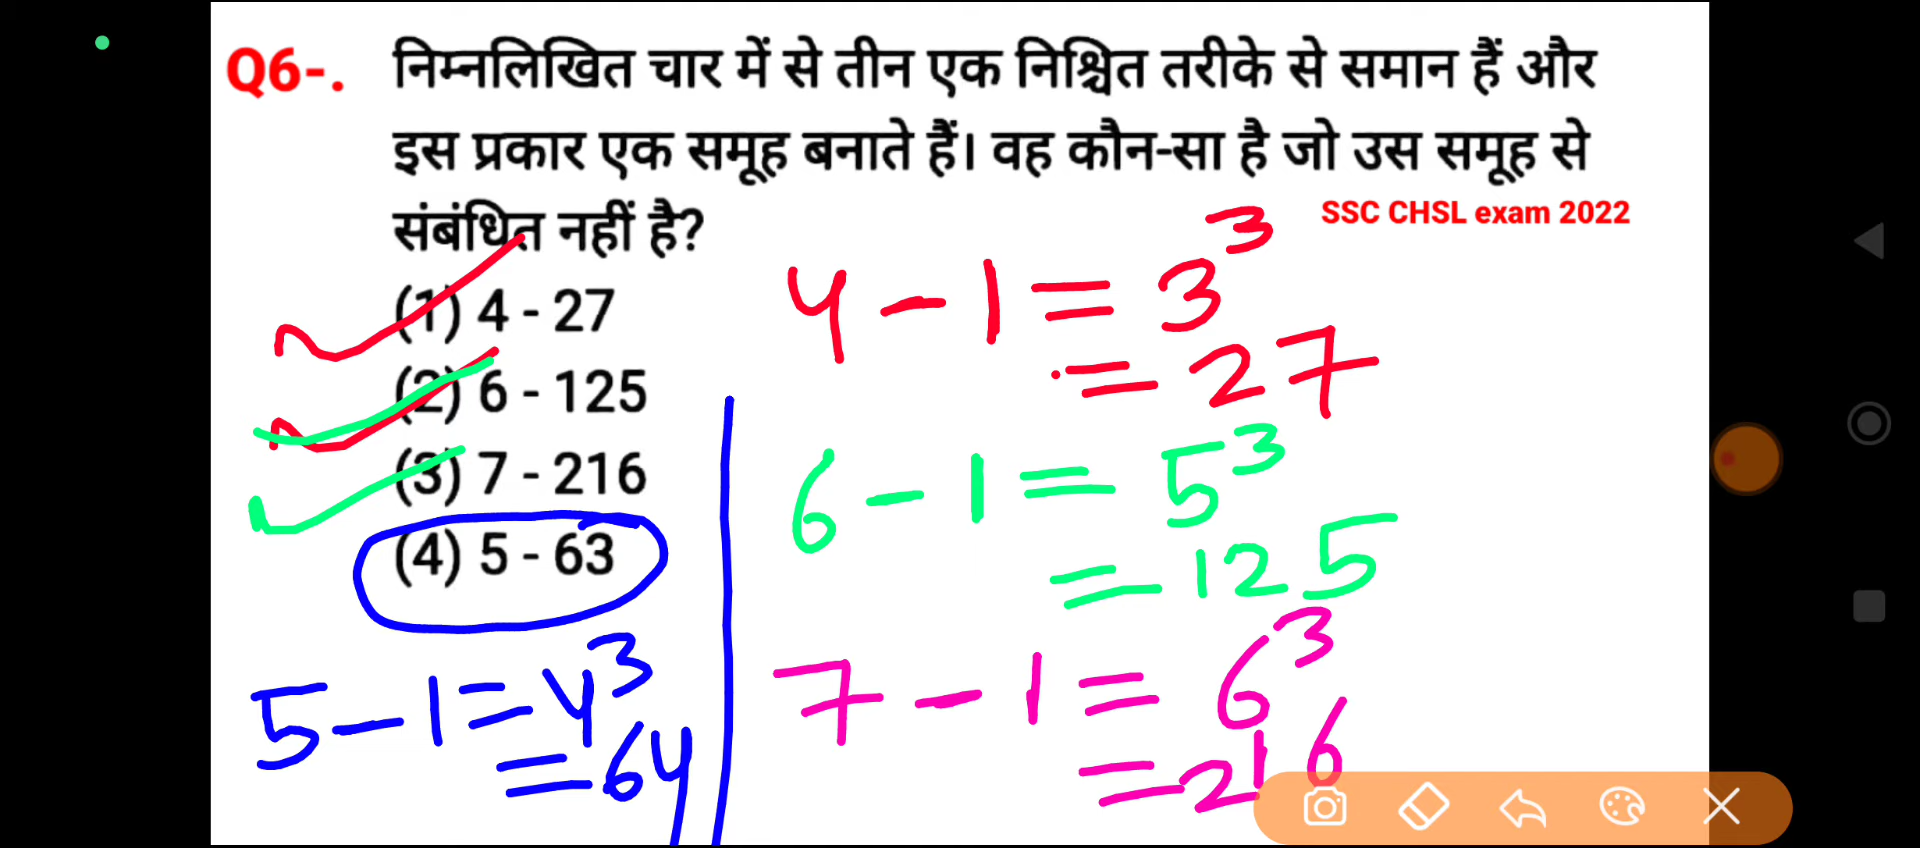 Q6-. निम्नलिखित चार में से तीन एक निश्चित तरीके से समान हैं और
इस प्रकार एक समूह बनाते हैं। वह कौन-सा है जो उस समूह से
संबंधित नहीं है?
SSC CHSL exam 2022
(1) 4 - 27
(2) 6 - 125
(3) 7 - 216
(4) 5 - 63
4 - 1 = 3³
= 27
6 - 1 = 5³
= 125
7 - 1 = 6³
= 216
5 - 1 = 4³
= 64